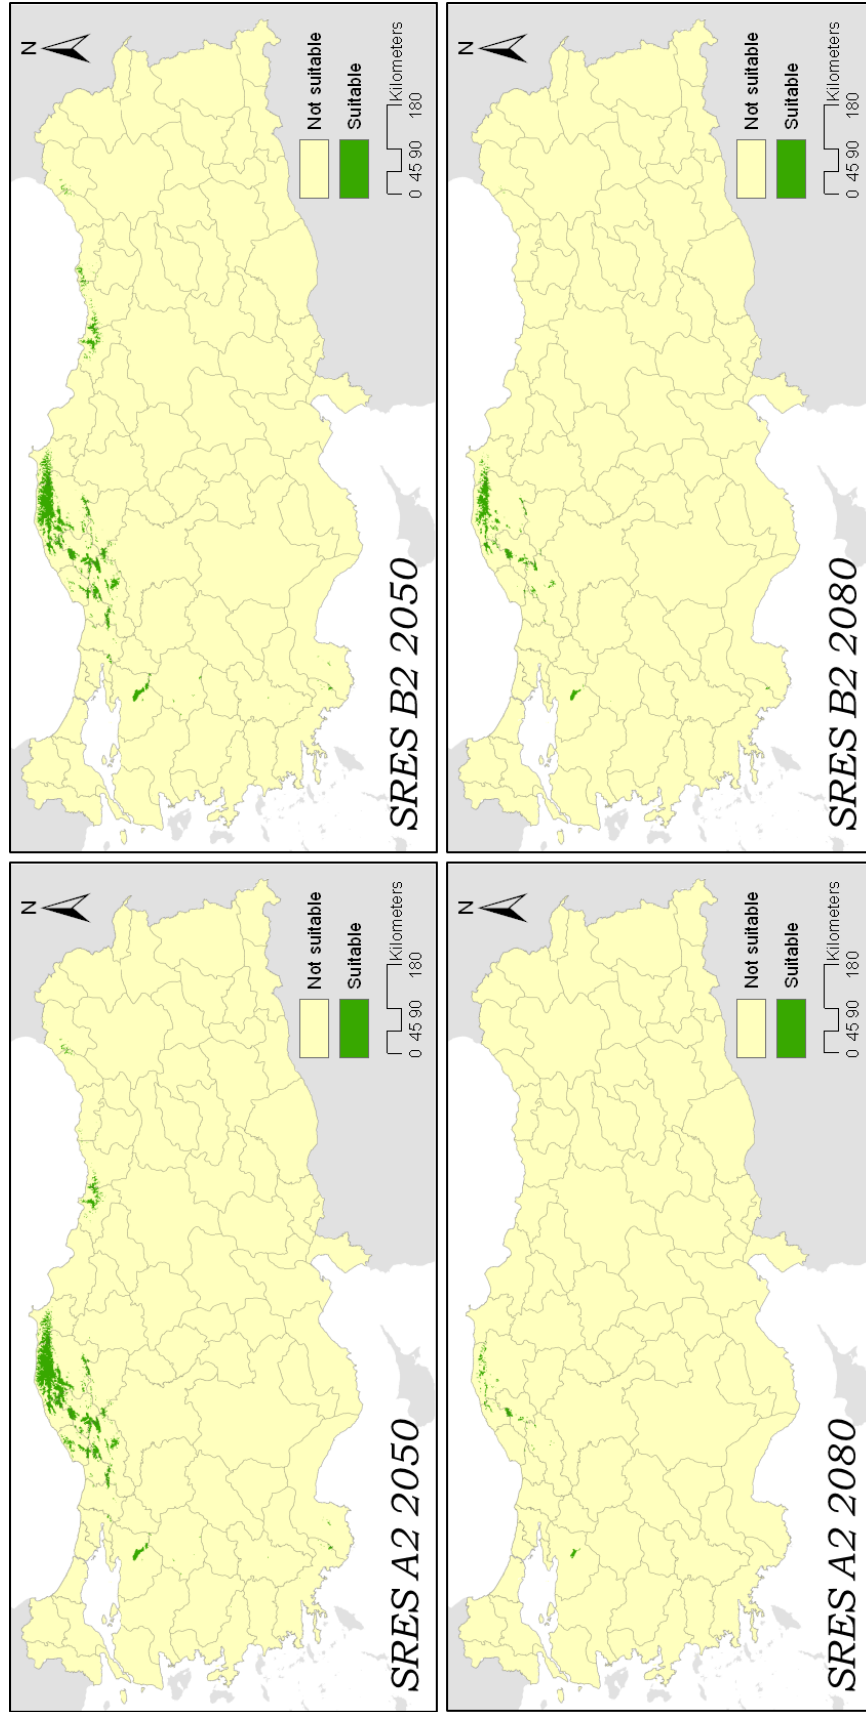 N
Not suitable
Suitable
0 45 90 180
Kilometers
SRES A2 2050
N
Not suitable
Suitable
0 45 90 180
Kilometers
SRES B2 2050
N
Not suitable
Suitable
0 45 90 180
Kilometers
SRES A2 2080
N
Not suitable
Suitable
0 45 90 180
Kilometers
SRES B2 2080